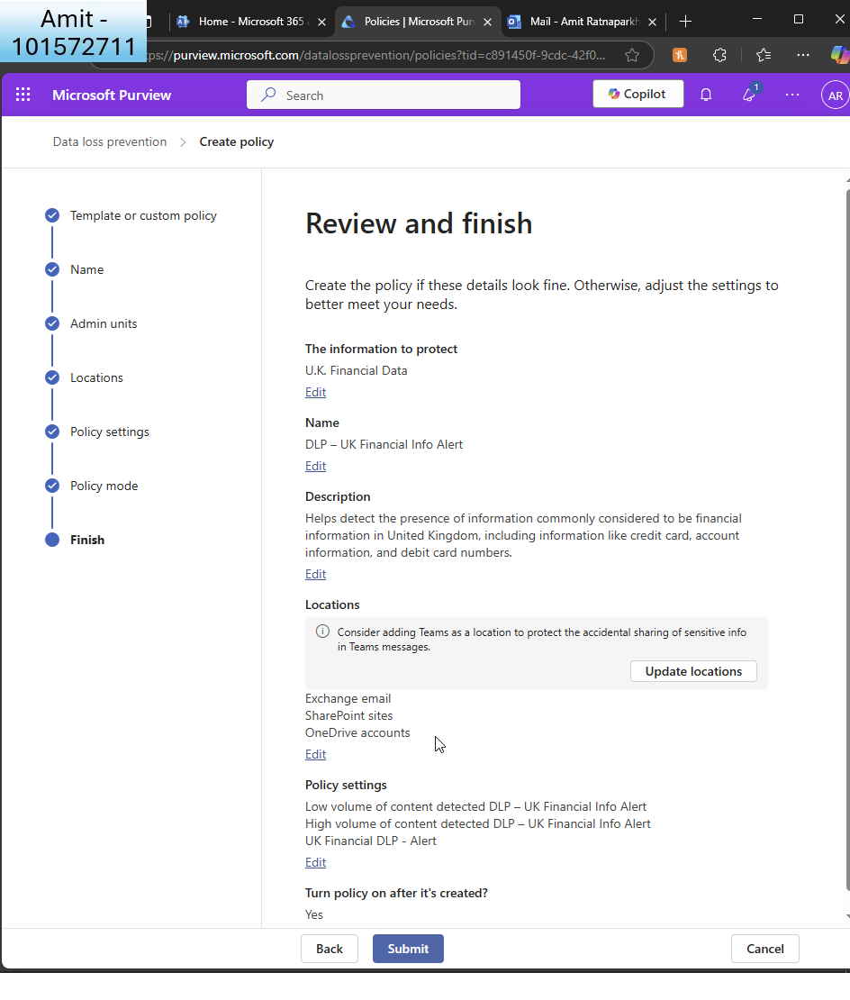 Amit -
101572711
Home - Microsoft 365
Policies | Microsoft Pur
Mail - Amit Ratnaparkh
ps://purview.microsoft.com/datalossprevention/policies?tid=c891450f-9cdc-42f0...
Microsoft Purview
Search
Copilot
1
AR
Data loss prevention > Create policy
Template or custom policy
Name
Admin units
Locations
Policy settings
Policy mode
Finish
Review and finish
Create the policy if these details look fine. Otherwise, adjust the settings to
better meet your needs.
The information to protect
U.K. Financial Data
Edit
Name
DLP – UK Financial Info Alert
Edit
Description
Helps detect the presence of information commonly considered to be financial
information in United Kingdom, including information like credit card, account
information, and debit card numbers.
Edit
Locations
Consider adding Teams as a location to protect the accidental sharing of sensitive info
in Teams messages.
Update locations
Exchange email
SharePoint sites
OneDrive accounts
Edit
Policy settings
Low volume of content detected DLP – UK Financial Info Alert
High volume of content detected DLP – UK Financial Info Alert
UK Financial DLP - Alert
Edit
Turn policy on after it's created?
Yes
Back
Submit
Cancel